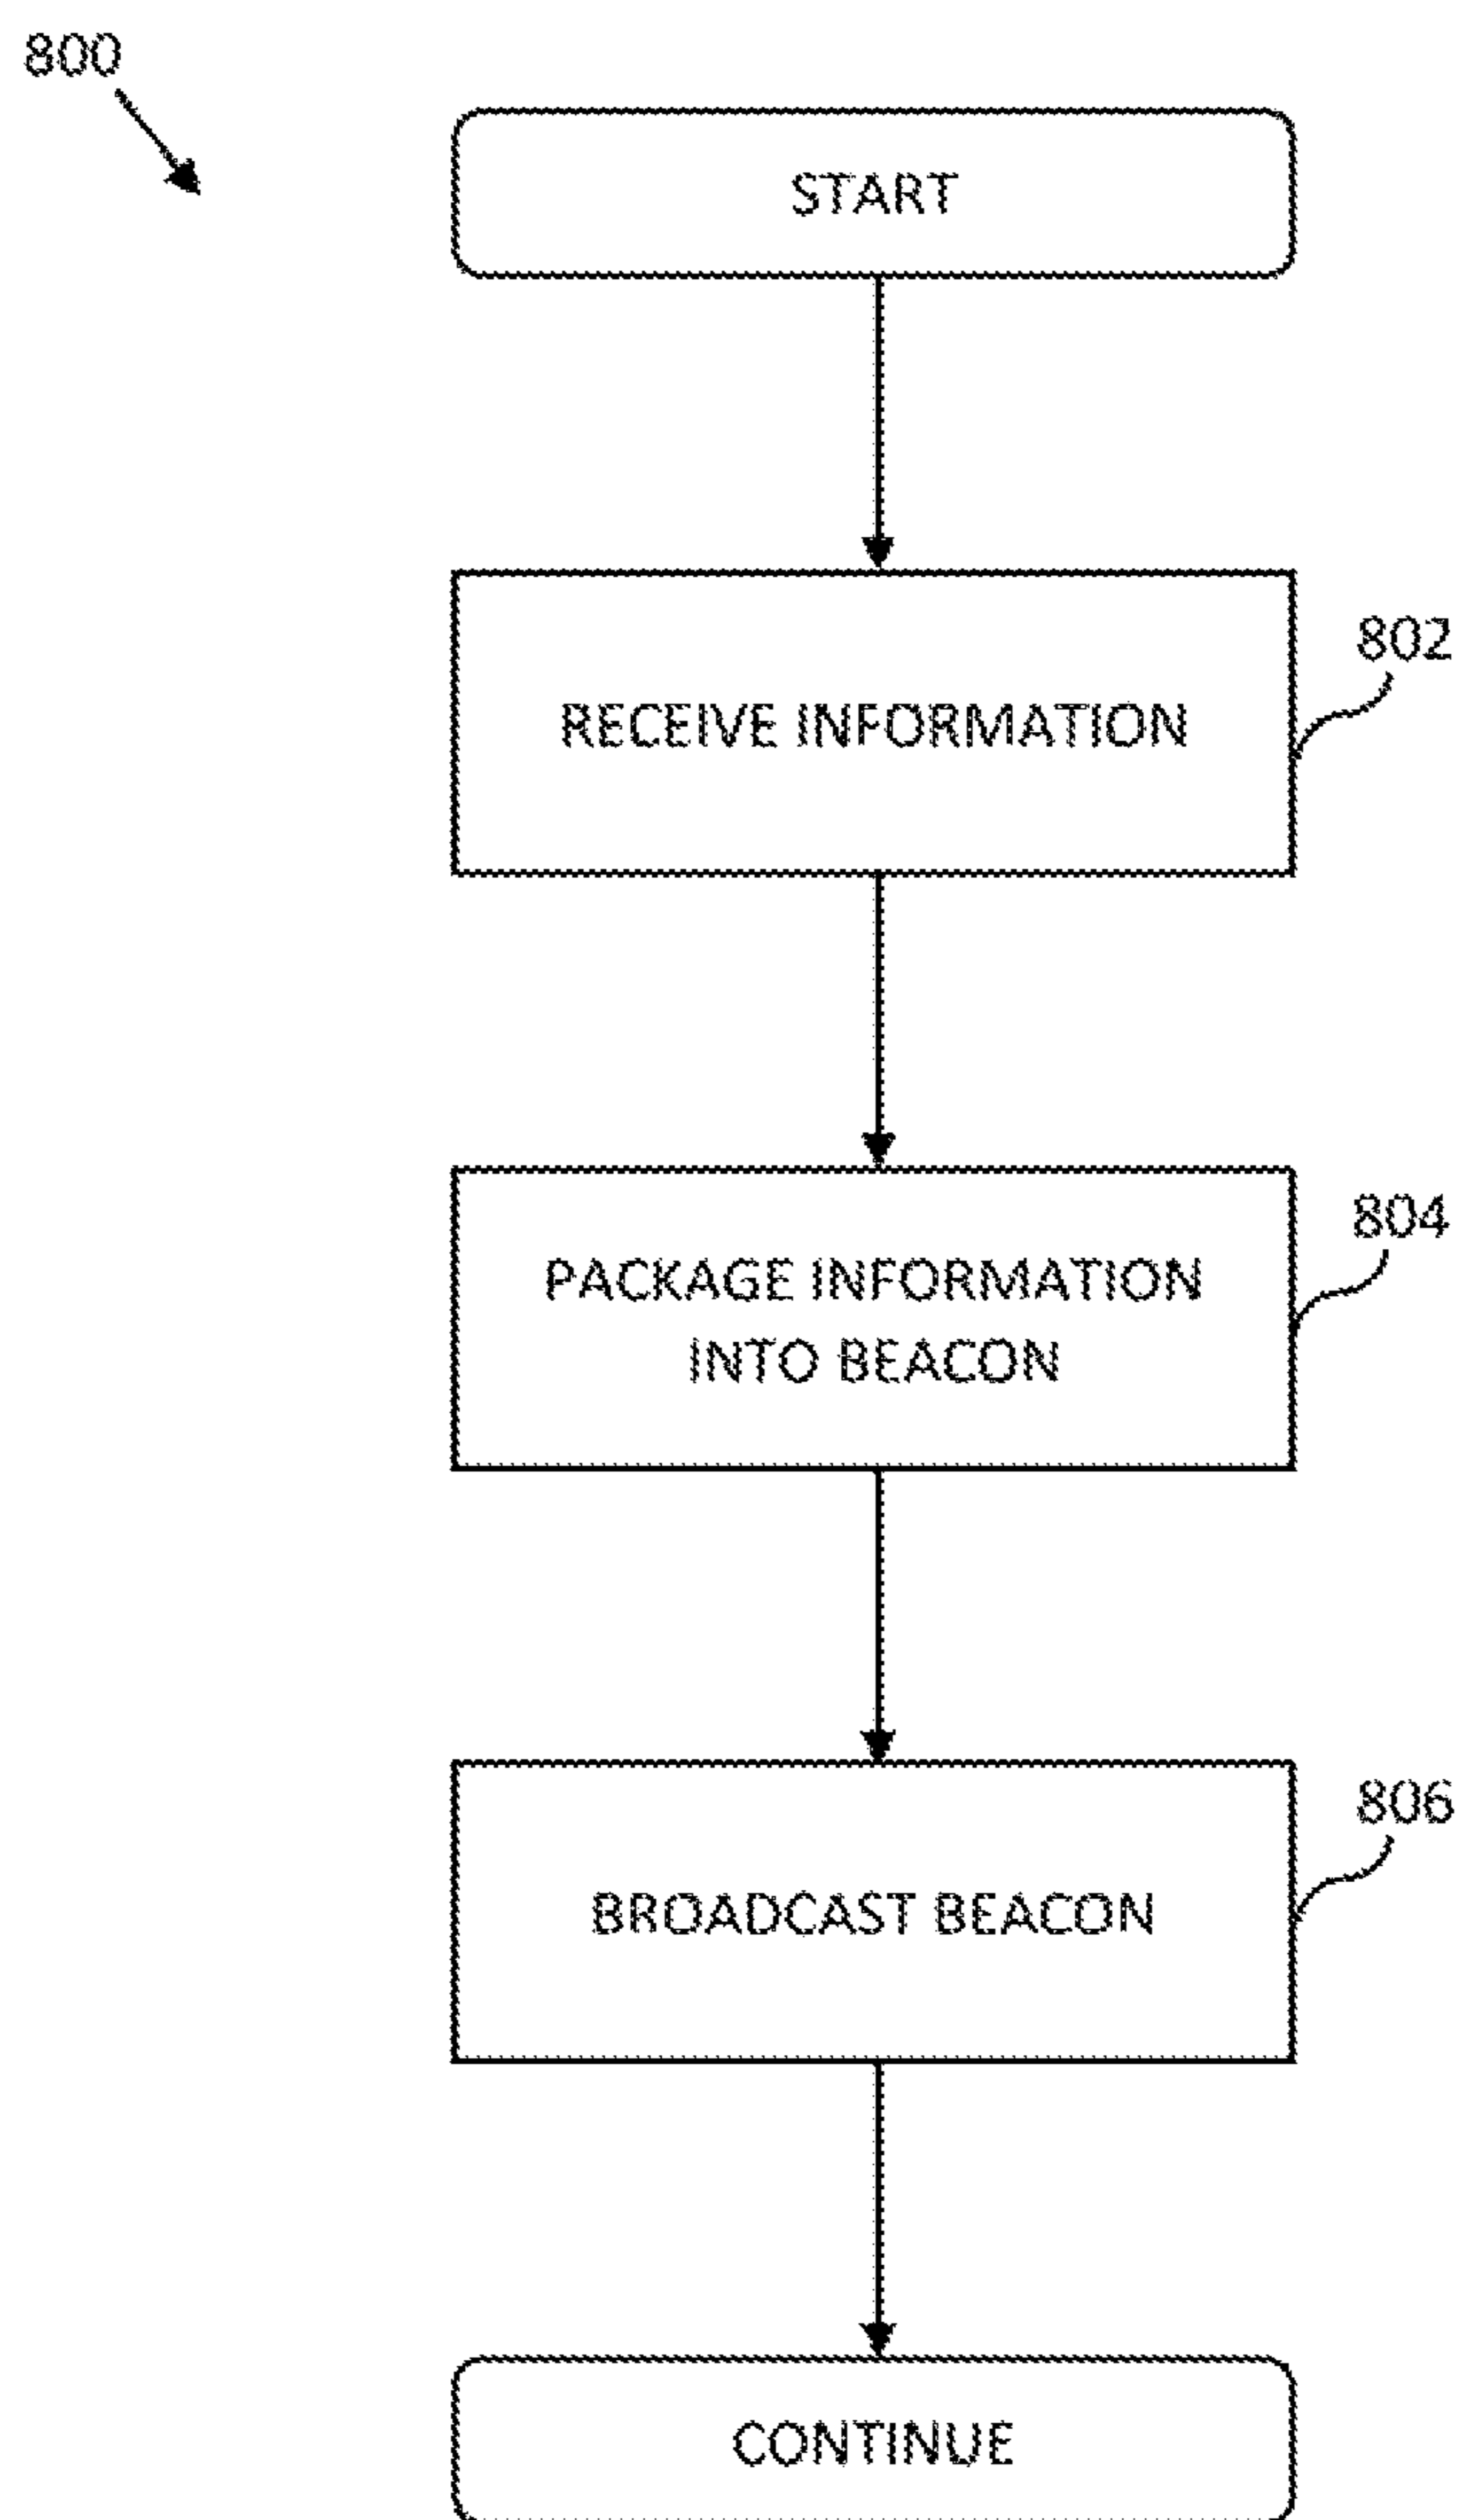 800
START
RECEIVE INFORMATION
802
PACKAGE INFORMATION
INTO BEACON
804
BROADCAST BEACON
806
CONTINUE